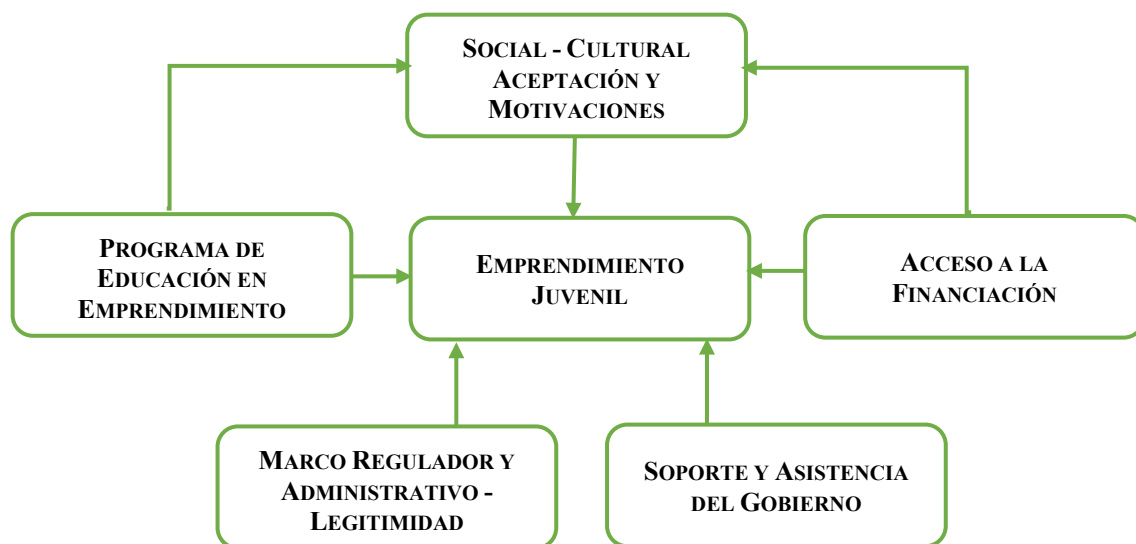 SOCIAL - CULTURAL
ACEPTACIÓN Y
MOTIVACIONES
PROGRAMA DE
EDUCACIÓN EN
EMPRENDIMIENTO
EMPRENDIMIENTO
JUVENIL
ACCESO A LA
FINANCIACIÓN
MARCO REGULADOR Y
ADMINISTRATIVO -
LEGITIMIDAD
SOPORTE Y ASISTENCIA
DEL GOBIERNO